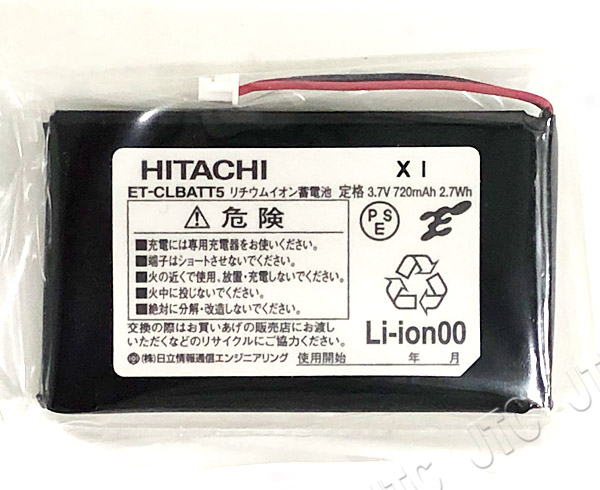 HITACHI XI
ET-CLBATT5 リチウムイオン蓄電池 定格 3.7V 720mAh 2.7Wh
⚠危険
■充電には専用充電器をお使いください。
■端子はショートさせないでください。
■火の近くで使用、放置・充電しないでください。
■火中に投じないでください。
■絶対に分解・改造しないでください。
PSE
交換の際はお買いあげの販売店にお渡し
いただくなどのリサイクルにご協力ください。
Li-ion00
(株)日立情報通信エンジニアリング 使用開始 年 月
JTC JTC JTC